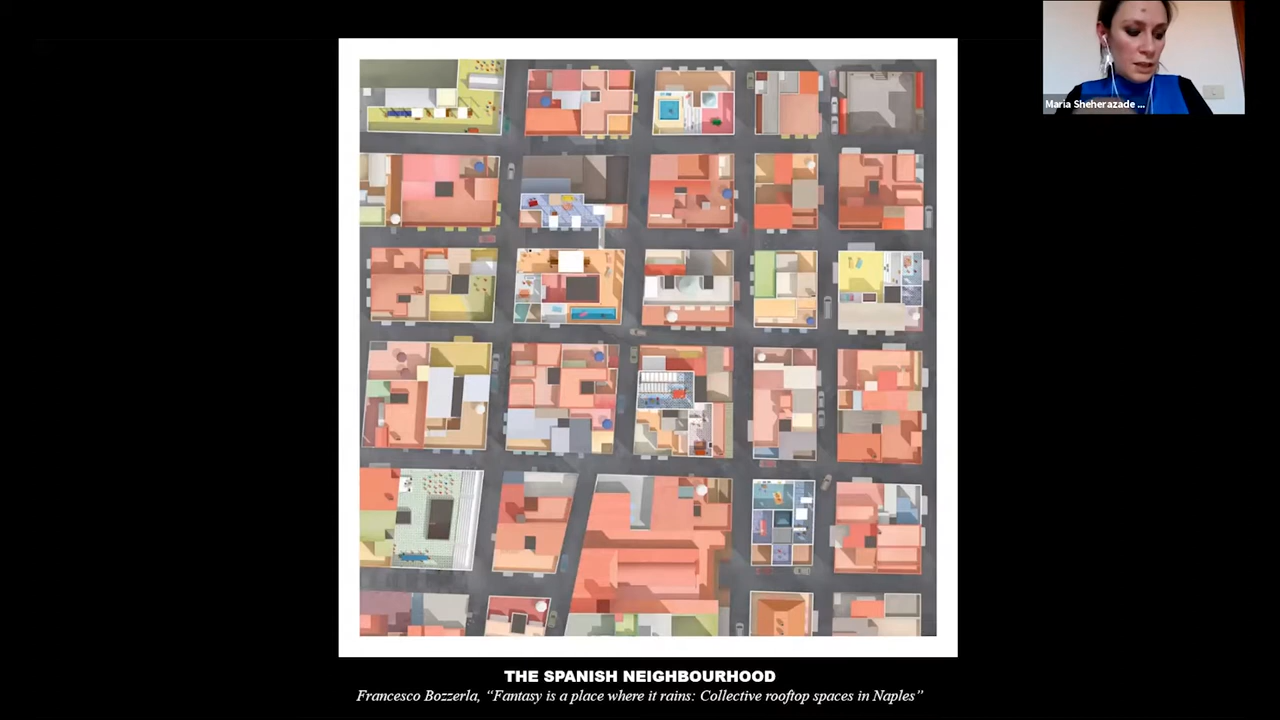 Maria Sheherazade ...
THE SPANISH NEIGHBOURHOOD
Francesco Bozzerla, “Fantasy is a place where it rains: Collective rooftop spaces in Naples”